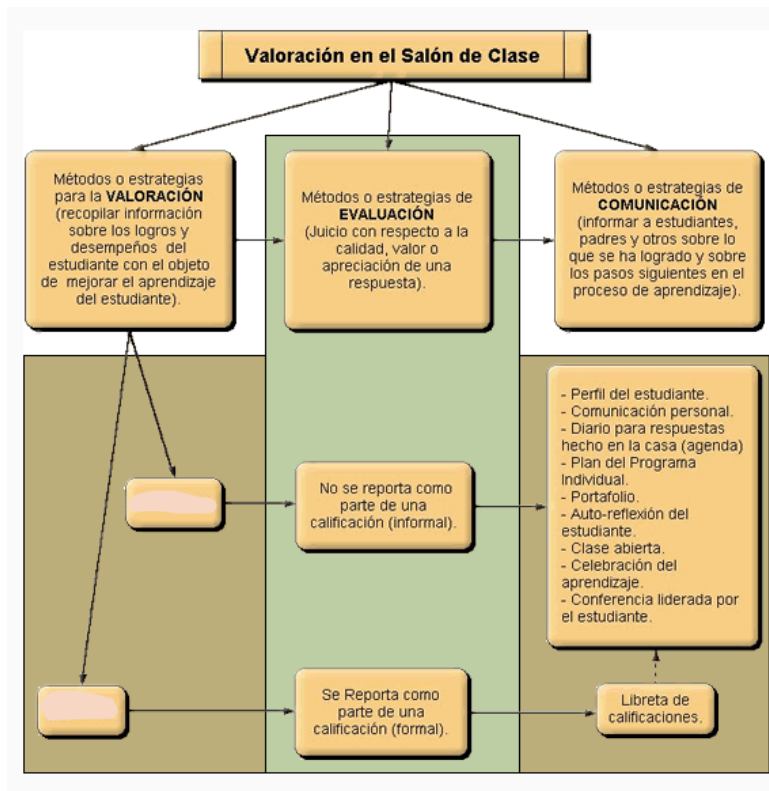 Valoración en el Salón de Clase
Métodos o estrategias
para la VALORACIÓN
(recopilar información
sobre los logros y
desempeños del
estudiante con el objeto
de mejorar el aprendizaje
del estudiante).
Métodos o estrategias de
EVALUACIÓN
(Juicio con respecto a la
calidad, valor o
apreciación de una
respuesta).
Métodos o estrategias de
COMUNICACIÓN
(informar a estudiantes,
padres y otros sobre lo
que se ha logrado y sobre
los pasos siguientes en el
proceso de aprendizaje).
No se reporta como
parte de una
calificación (informal).
- Perfil del estudiante.
- Comunicación personal.
- Diario para respuestas
hecho en la casa (agenda)
- Plan del Programa
Individual.
- Portafolio.
- Auto-reflexión del
estudiante.
- Clase abierta.
- Celebración del
aprendizaje.
- Conferencia liderada por
el estudiante.
Se Reporta como
parte de una
calificación (formal).
Libreta de
calificaciones.